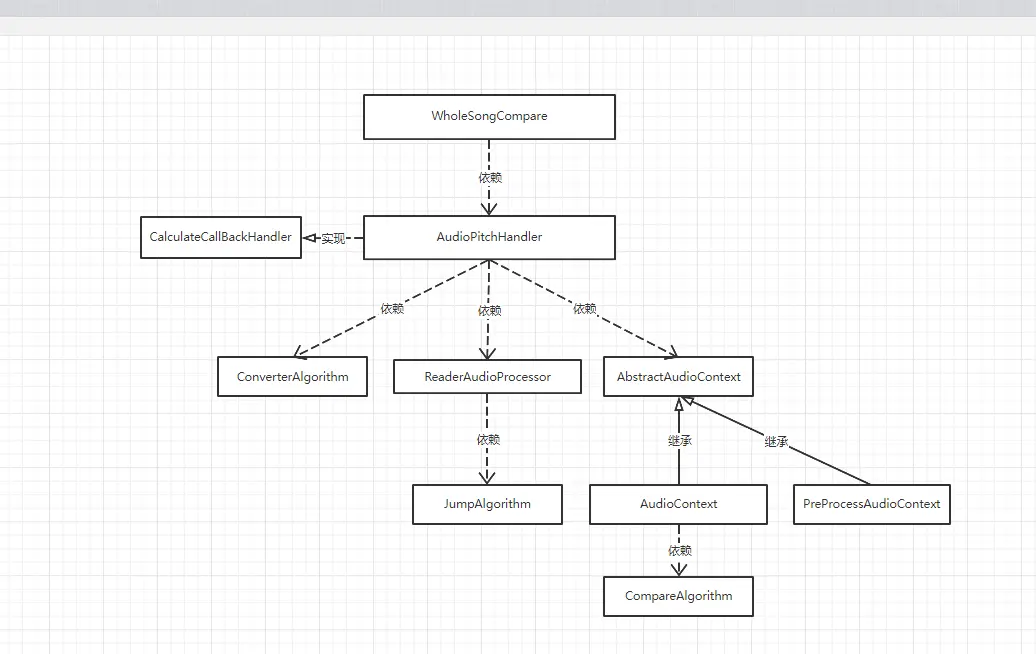 WholeSongCompare
依赖
CalculateCallBackHandler
实现
AudioPitchHandler
依赖
依赖
依赖
ConverterAlgorithm
ReaderAudioProcessor
AbstractAudioContext
依赖
继承
继承
JumpAlgorithm
AudioContext
PreProcessAudioContext
依赖
CompareAlgorithm